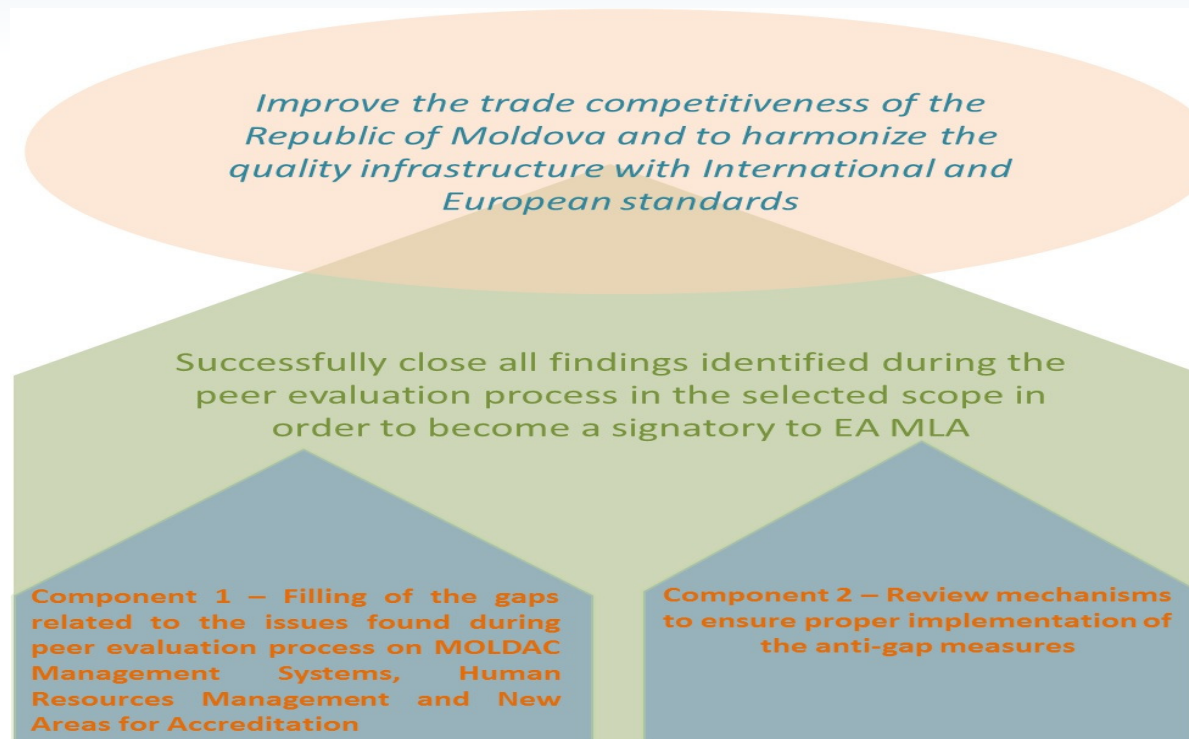 Improve the trade competitiveness of the
Republic of Moldova and to harmonize the
quality infrastructure with International and
European standards
Successfully close all findings identified during the
peer evaluation process in the selected scope in
order to become a signatory to EA MLA
Component 1 – Filling of the gaps
related to the issues found during
peer evaluation process on MOLDAC
Management Systems, Human
Resources Management and New
Areas for Accreditation
Component 2 – Review mechanisms
to ensure proper implementation of
the anti-gap measures